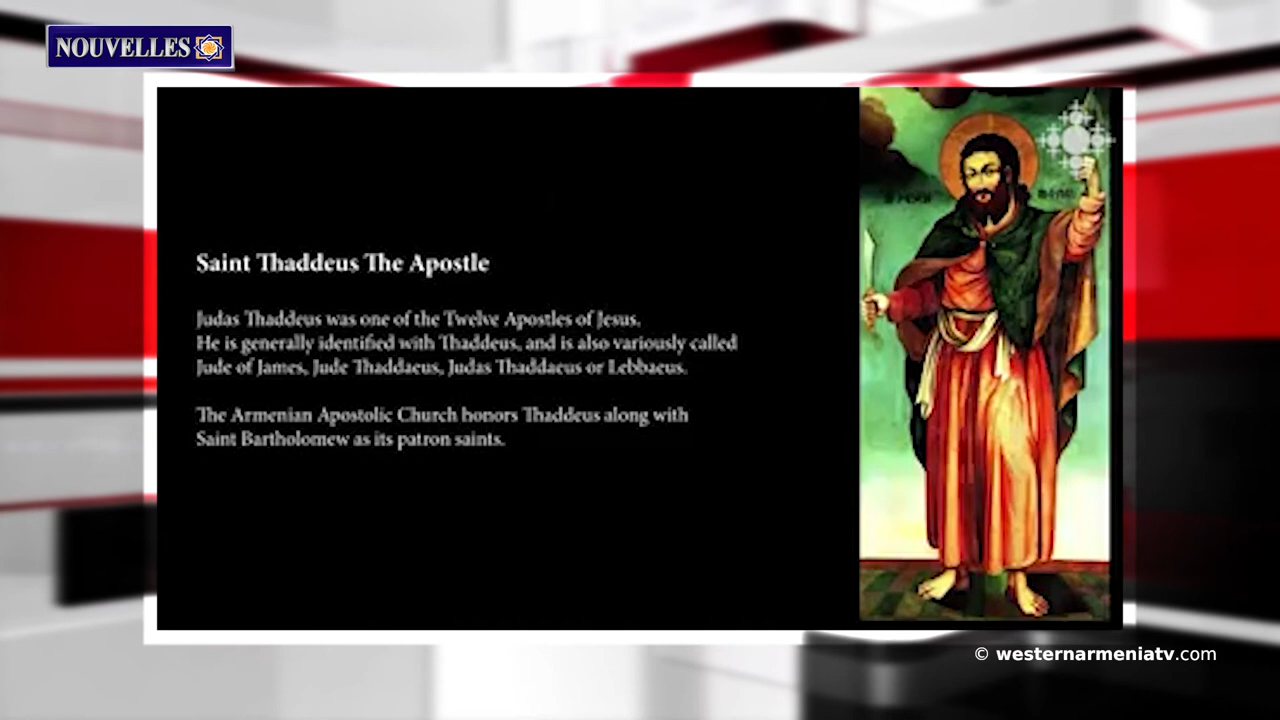 NOUVELLES
Saint Thaddeus The Apostle
Judas Thaddeus was one of the Twelve Apostles of Jesus.
He is generally identified with Thaddeus, and is also variously called
Jude of James, Jude Thaddaeus, Judas Thaddaeus or Lebbaeus.
The Armenian Apostolic Church honors Thaddeus along with
Saint Bartholomew as its patron saints.
© westernarmeniatv.com